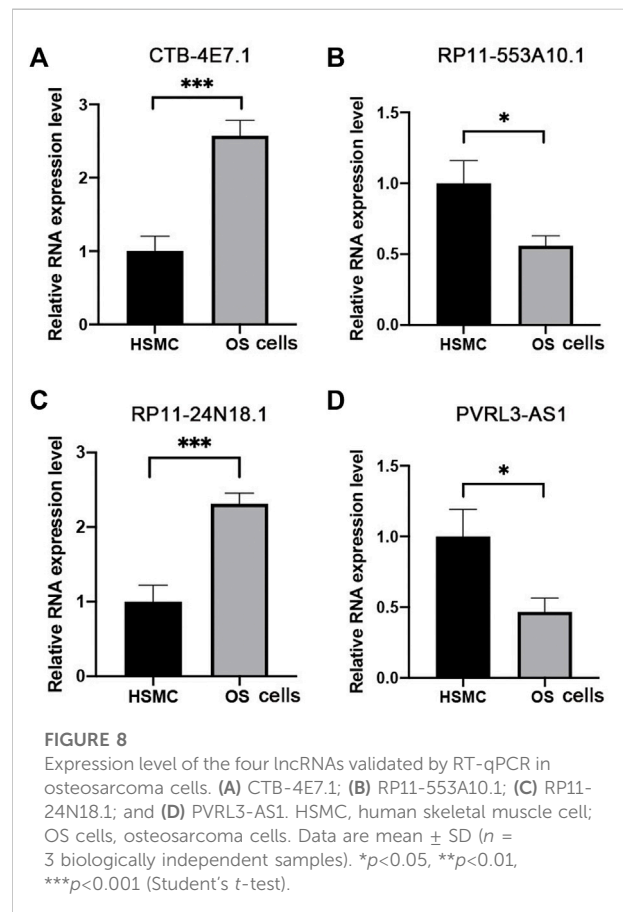 A
CTB-4E7.1
***
Relative RNA expression level
3
2
1
0
HSMC
OS cells
B
RP11-553A10.1
*
Relative RNA expression level
1.5
1.0
0.5
0.0
HSMC
OS cells
C
RP11-24N18.1
***
Relative RNA expression level
3
2
1
0
HSMC
OS cells
D
PVRL3-AS1
*
Relative RNA expression level
1.5
1.0
0.5
0.0
HSMC
OS cells
FIGURE 8
Expression level of the four lncRNAs validated by RT-qPCR in
osteosarcoma cells. (A) CTB-4E7.1; (B) RP11-553A10.1; (C) RP11-
24N18.1; and (D) PVRL3-AS1. HSMC, human skeletal muscle cell;
OS cells, osteosarcoma cells. Data are mean ± SD (n =
3 biologically independent samples). *p<0.05, **p<0.01,
***p<0.001 (Student's t-test).